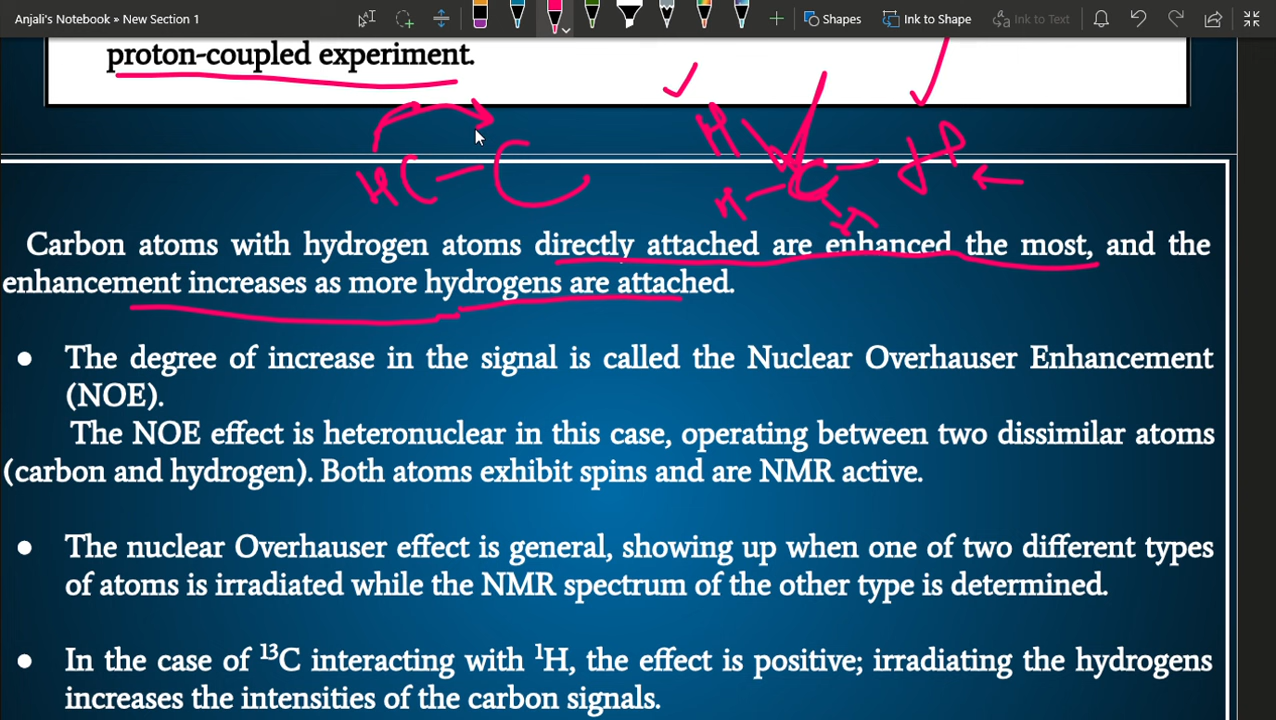 Anjali's Notebook » New Section 1
Shapes
Ink to Shape
Ink to Text
proton-coupled experiment.
HC-C
H
C
H
H
Carbon atoms with hydrogen atoms directly attached are enhanced the most, and the
enhancement increases as more hydrogens are attached.
● The degree of increase in the signal is called the Nuclear Overhauser Enhancement
(NOE).
The NOE effect is heteronuclear in this case, operating between two dissimilar atoms
(carbon and hydrogen). Both atoms exhibit spins and are NMR active.
● The nuclear Overhauser effect is general, showing up when one of two different types
of atoms is irradiated while the NMR spectrum of the other type is determined.
● In the case of ¹³C interacting with ¹H, the effect is positive; irradiating the hydrogens
increases the intensities of the carbon signals.